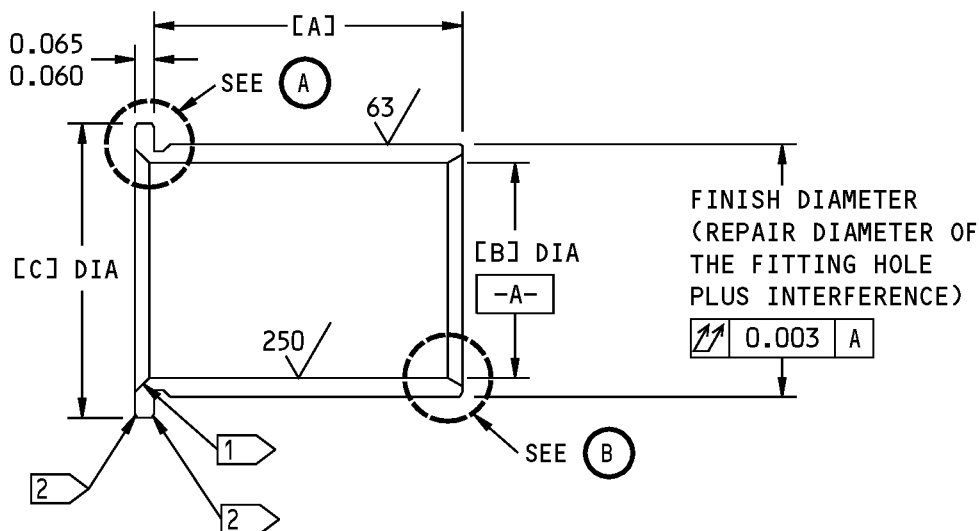 [A]
0.065
0.060
SEE A
63
FINISH DIAMETER
(REPAIR DIAMETER OF
THE FITTING HOLE
PLUS INTERFERENCE)
[C] DIA
[B] DIA
-A-
0.003 A
250
1
SEE B
2
2